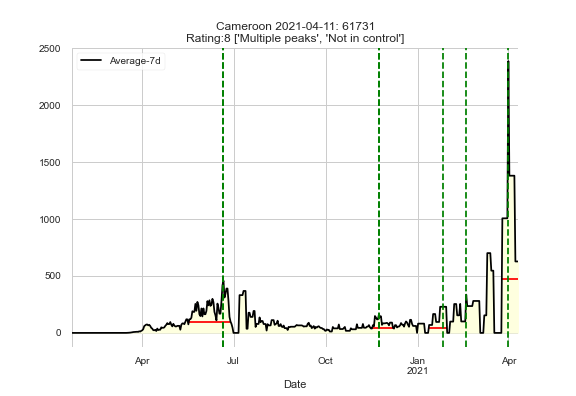 Cameroon 2021-04-11: 61731
Rating:8 ['Multiple peaks', 'Not in control']
Average-7d
2500
2000
1500
1000
500
0
Apr
Jul
Oct
Jan
2021
Apr
Date